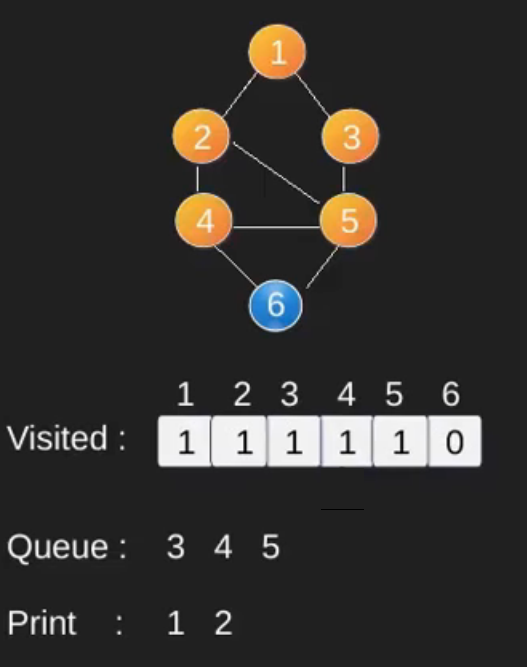 1
2 3
4 5
6
1 2 3 4 5 6
Visited : 1 1 1 1 1 0
Queue : 3 4 5
Print : 1 2